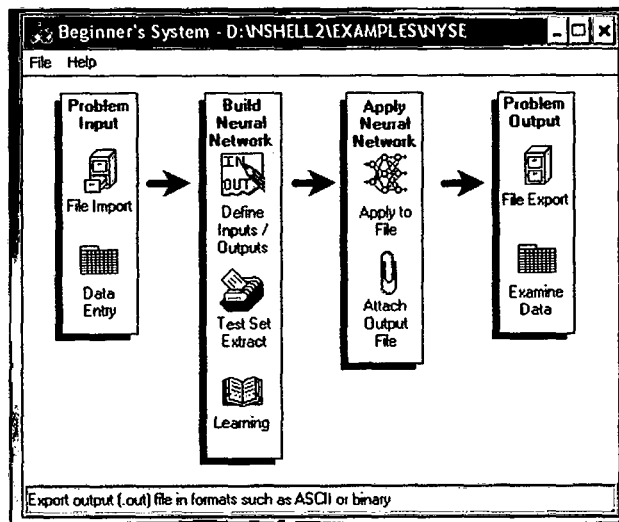 Beginner's System - D:\NSHELL2\EXAMPLES\NYSE
File Help
Problem
Input
File Import
Data
Entry
Build
Neural
Network
IN
OUT
Define
Inputs /
Outputs
Test Set
Extract
Learning
Apply
Neural
Network
Apply to
File
Attach
Output
File
Problem
Output
File Export
Examine
Data
Export output (.out) file in formats such as ASCII or binary